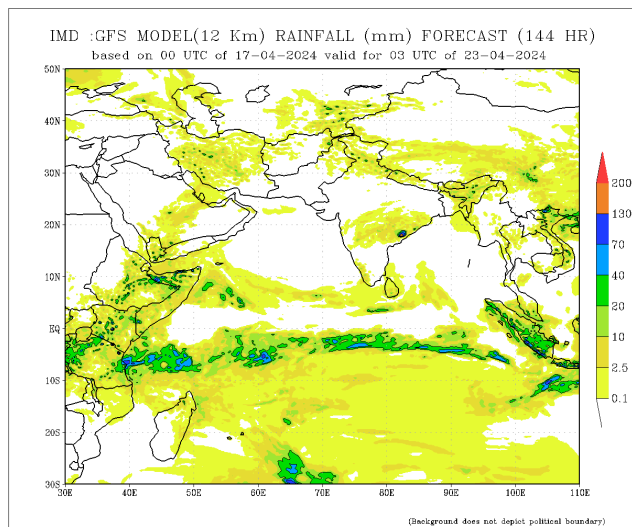 IMD :GFS MODEL(12 Km) RAINFALL (mm) FORECAST (144 HR)
based on 00 UTC of 17-04-2024 valid for 03 UTC of 23-04-2024
50N
40N
30N
20N
10N
EQ
10S
20S
30S
30E 40E 50E 60E 70E 80E 90E 100E 110E
200
130
70
40
20
10
2.5
0.1
(Background does not depict political boundary)